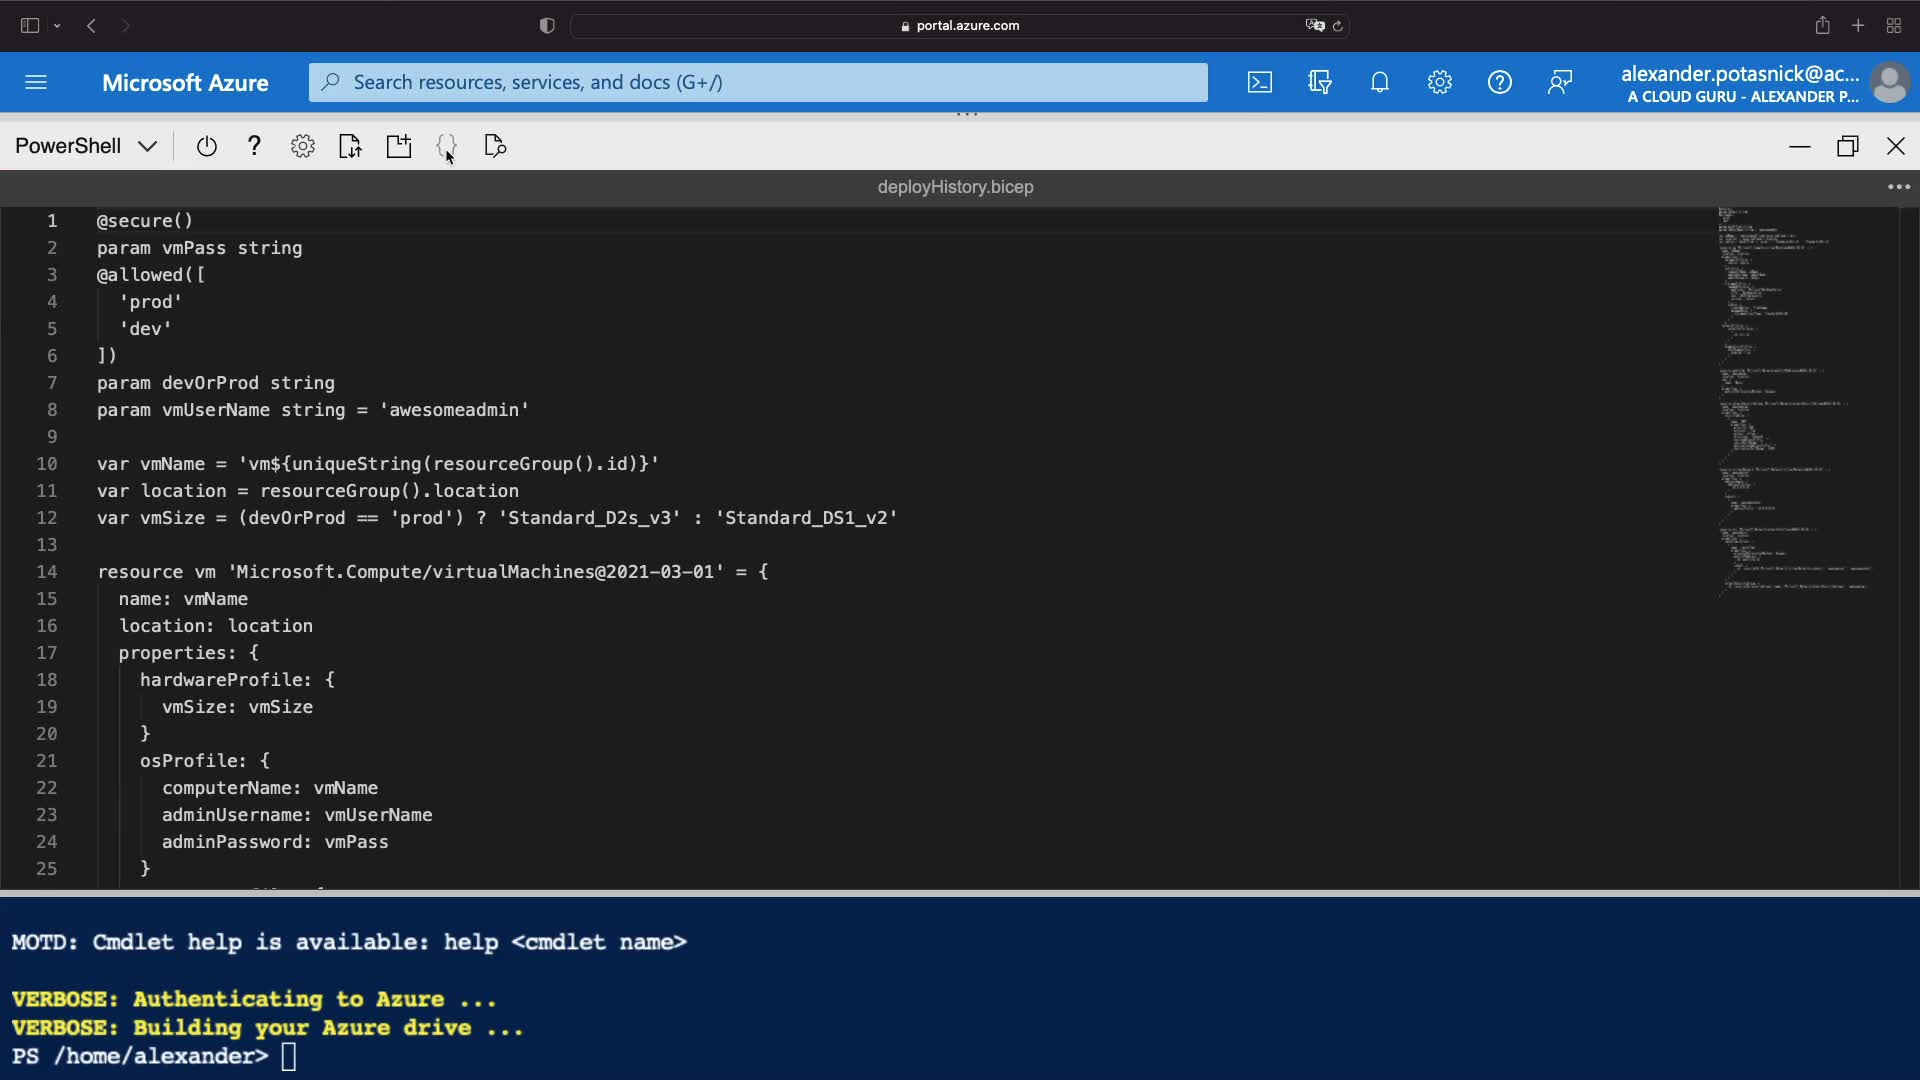 portal.azure.com
Microsoft Azure
Search resources, services, and docs (G+/)
alexander.potasnick@ac...
A CLOUD GURU - ALEXANDER P...
PowerShell
deployHistory.bicep
1 @secure()
2 param vmPass string
3 @allowed([
4 'prod'
5 'dev'
6 ])
7 param devOrProd string
8 param vmUserName string = 'awesomeadmin'
9
10 var vmName = 'vm${uniqueString(resourceGroup().id)}'
11 var location = resourceGroup().location
12 var vmSize = (devOrProd == 'prod') ? 'Standard_D2s_v3' : 'Standard_DS1_v2'
13
14 resource vm 'Microsoft.Compute/virtualMachines@2021-03-01' = {
15 name: vmName
16 location: location
17 properties: {
18 hardwareProfile: {
19 vmSize: vmSize
20 }
21 osProfile: {
22 computerName: vmName
23 adminUsername: vmUserName
24 adminPassword: vmPass
25 }
MOTD: Cmdlet help is available: help <cmdlet name>
VERBOSE: Authenticating to Azure ...
VERBOSE: Building your Azure drive ...
PS /home/alexander>